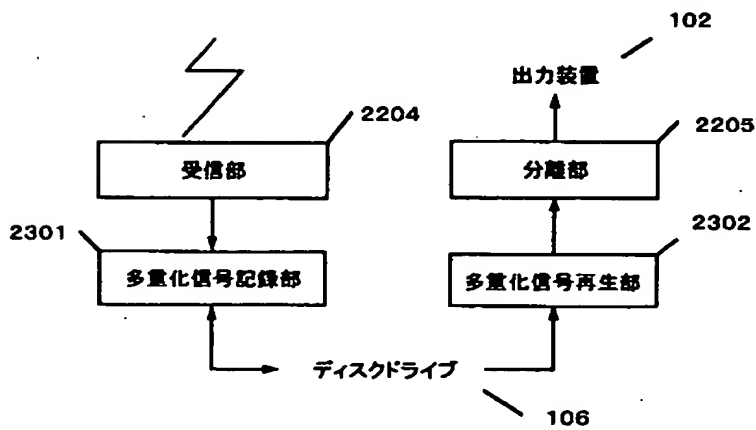 102
出力装置
2204
受信部
2205
分離部
2301
多重化信号記録部
2302
多重化信号再生部
ディスクドライブ
106